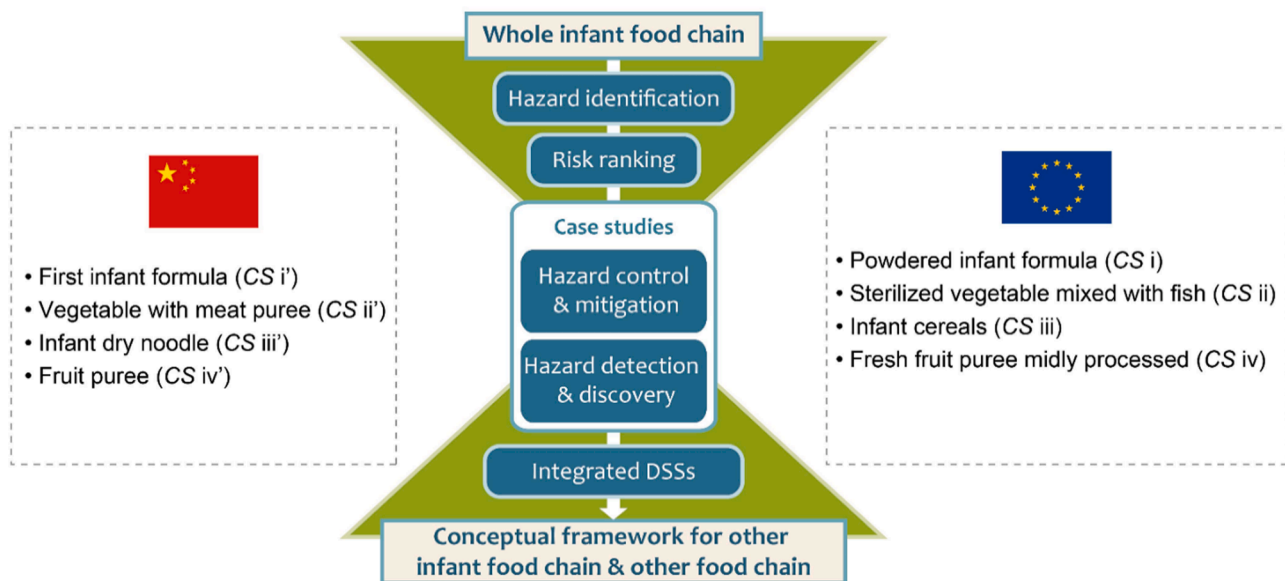 Whole infant food chain
Hazard identification
Risk ranking
Case studies
Hazard control
& mitigation
Hazard detection
& discovery
Integrated DSSs
Conceptual framework for other
infant food chain & other food chain
• First infant formula (CS i’)
• Vegetable with meat puree (CS ii’)
• Infant dry noodle (CS iii’)
• Fruit puree (CS iv’)
• Powdered infant formula (CS i)
• Sterilized vegetable mixed with fish (CS ii)
• Infant cereals (CS iii)
• Fresh fruit puree midly processed (CS iv)